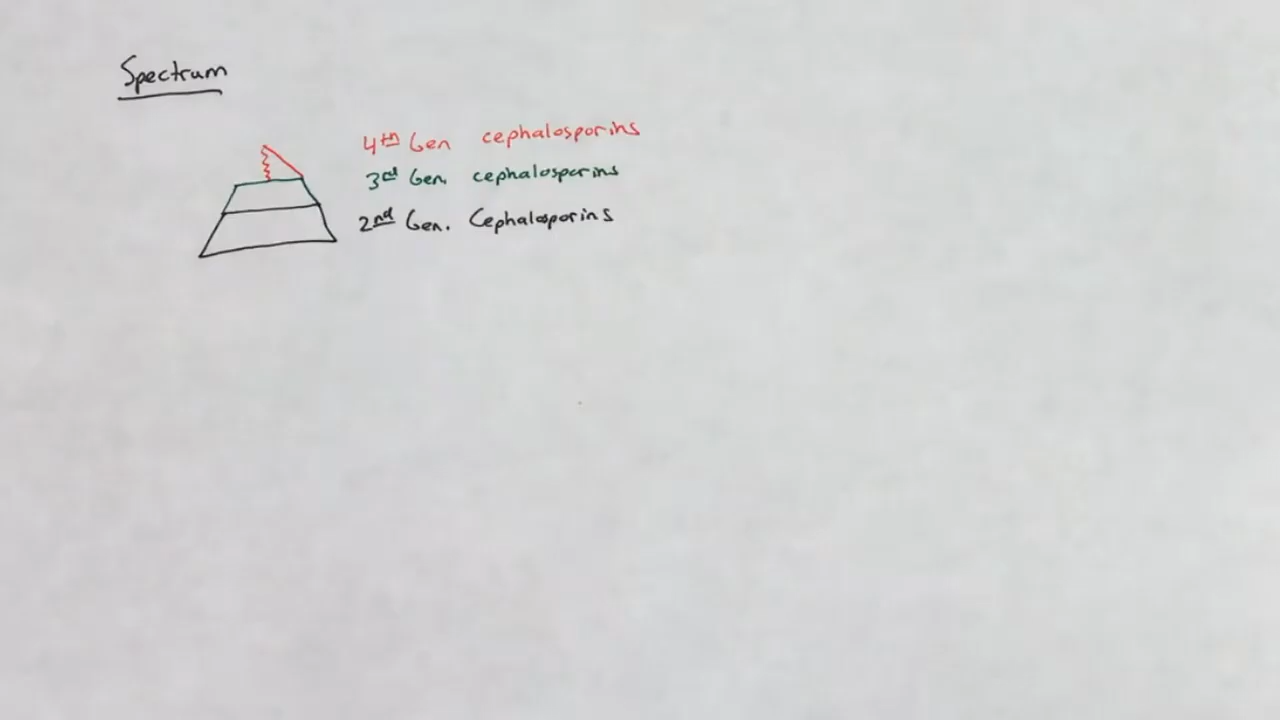 Spectrum
4th Gen cephalosporins
3rd Gen. cephalosporins
2nd Gen. Cephalosporins